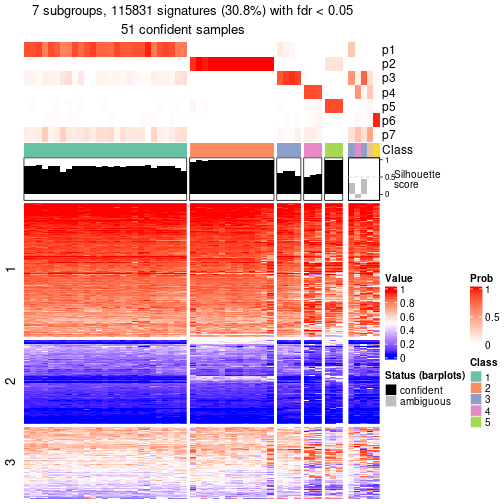 7 subgroups, 115831 signatures (30.8%) with fdr < 0.05
51 confident samples
p1
p2
p3
p4
p5
p6
p7
Class
1
0.5
0
Silhouette
score
1
2
3
Value
1
0.8
0.6
0.4
0.2
0
Status (barplots)
confident
ambiguous
Prob
1
0.5
0
Class
1
2
3
4
5